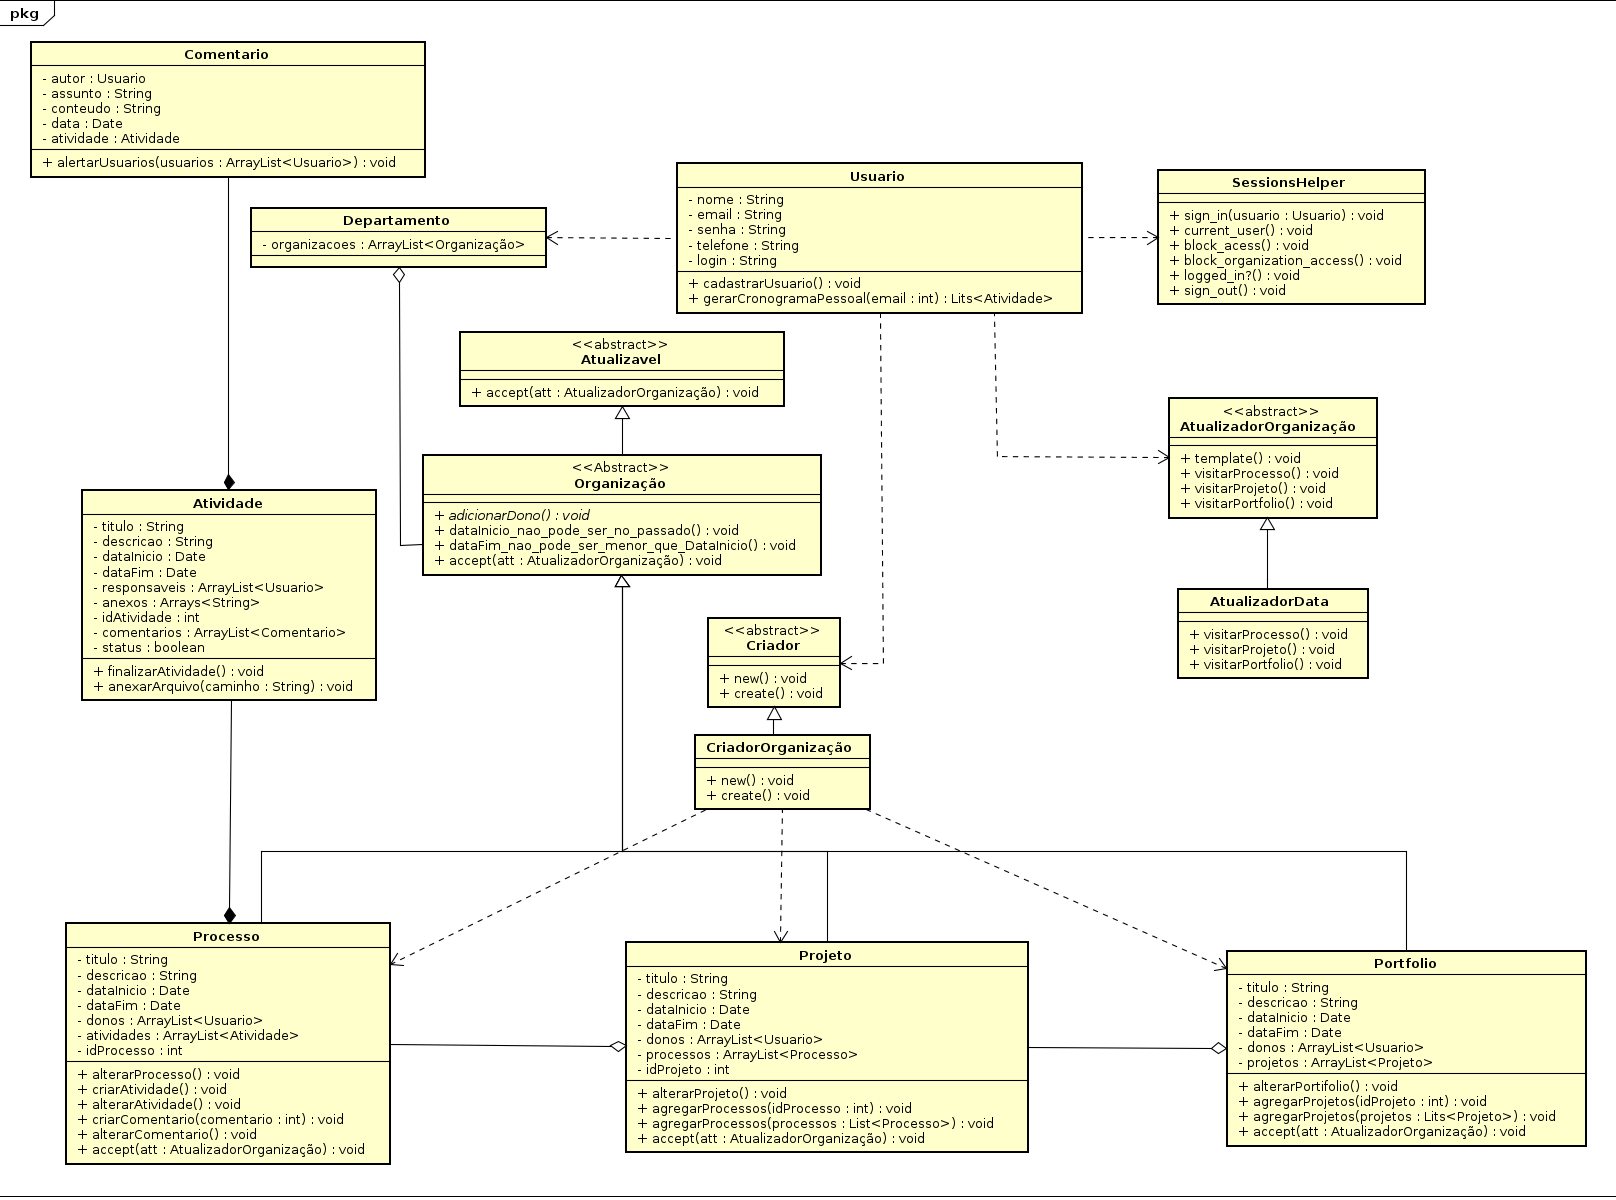 pkg
Comentario
- autor : Usuario
- assunto : String
- conteudo : String
- data : Date
- atividade : Atividade
+ alertarUsuarios(usuarios : ArrayList<Usuario>) : void
Departamento
- organizacoes : ArrayList<Organização>
Usuario
- nome : String
- email : String
- senha : String
- telefone : String
- login : String
+ cadastrarUsuario() : void
+ gerarCronogramaPessoal(email : int) : Lits<Atividade>
SessionsHelper
+ sign_in(usuario : Usuario) : void
+ current_user() : void
+ block_acess() : void
+ block_organization_access() : void
+ logged_in?() : void
+ sign_out() : void
<<abstract>>
Atualizavel
+ accept(att : AtualizadorOrganização) : void
<<abstract>>
AtualizadorOrganização
+ template() : void
+ visitarProcesso() : void
+ visitarProjeto() : void
+ visitarPortfolio() : void
<<Abstract>>
Organização
+ adicionarDono() : void
+ dataInicio_nao_pode_ser_no_passado() : void
+ dataFim_nao_pode_ser_menor_que_DataInicio() : void
+ accept(att : AtualizadorOrganização) : void
Atividade
- titulo : String
- descricao : String
- dataInicio : Date
- dataFim : Date
- responsaveis : ArrayList<Usuario>
- anexos : Arrays<String>
- idAtividade : int
- comentarios : ArrayList<Comentario>
- status : boolean
+ finalizarAtividade() : void
+ anexarArquivo(caminho : String) : void
AtualizadorData
+ visitarProcesso() : void
+ visitarProjeto() : void
+ visitarPortfolio() : void
<<abstract>>
Criador
+ new() : void
+ create() : void
CriadorOrganização
+ new() : void
+ create() : void
Processo
- titulo : String
- descricao : String
- dataInicio : Date
- dataFim : Date
- donos : ArrayList<Usuario>
- atividades : ArrayList<Atividade>
- idProcesso : int
+ alterarProcesso() : void
+ criarAtividade() : void
+ alterarAtividade() : void
+ criarComentario(comentario : int) : void
+ alterarComentario() : void
+ accept(att : AtualizadorOrganização) : void
Projeto
- titulo : String
- descricao : String
- dataInicio : Date
- dataFim : Date
- donos : ArrayList<Usuario>
- processos : ArrayList<Processo>
- idProjeto : int
+ alterarProjeto() : void
+ agregarProcessos(idProcesso : int) : void
+ agregarProcessos(processos : List<Processo>) : void
+ accept(att : AtualizadorOrganização) : void
Portfolio
- titulo : String
- descricao : String
- dataInicio : Date
- dataFim : Date
- donos : ArrayList<Usuario>
- projetos : ArrayList<Projeto>
+ alterarPortifolio() : void
+ agregarProjetos(idProjeto : int) : void
+ agregarProjetos(projetos : Lits<Projeto>) : void
+ accept(att : AtualizadorOrganização) : void